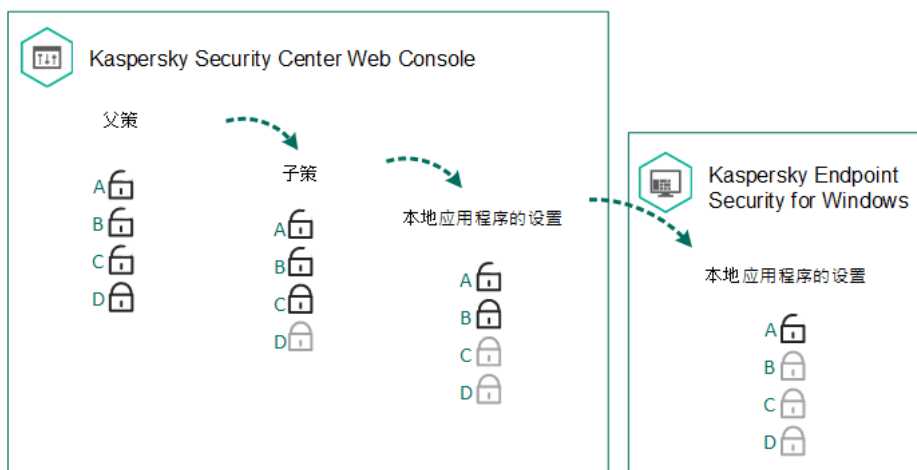 Kaspersky Security Center Web Console
父策
A
B
C
D
子策
A
B
C
D
本地应用程序的设置
A
B
C
D
Kaspersky Endpoint
Security for Windows
本地应用程序的设置
A
B
C
D